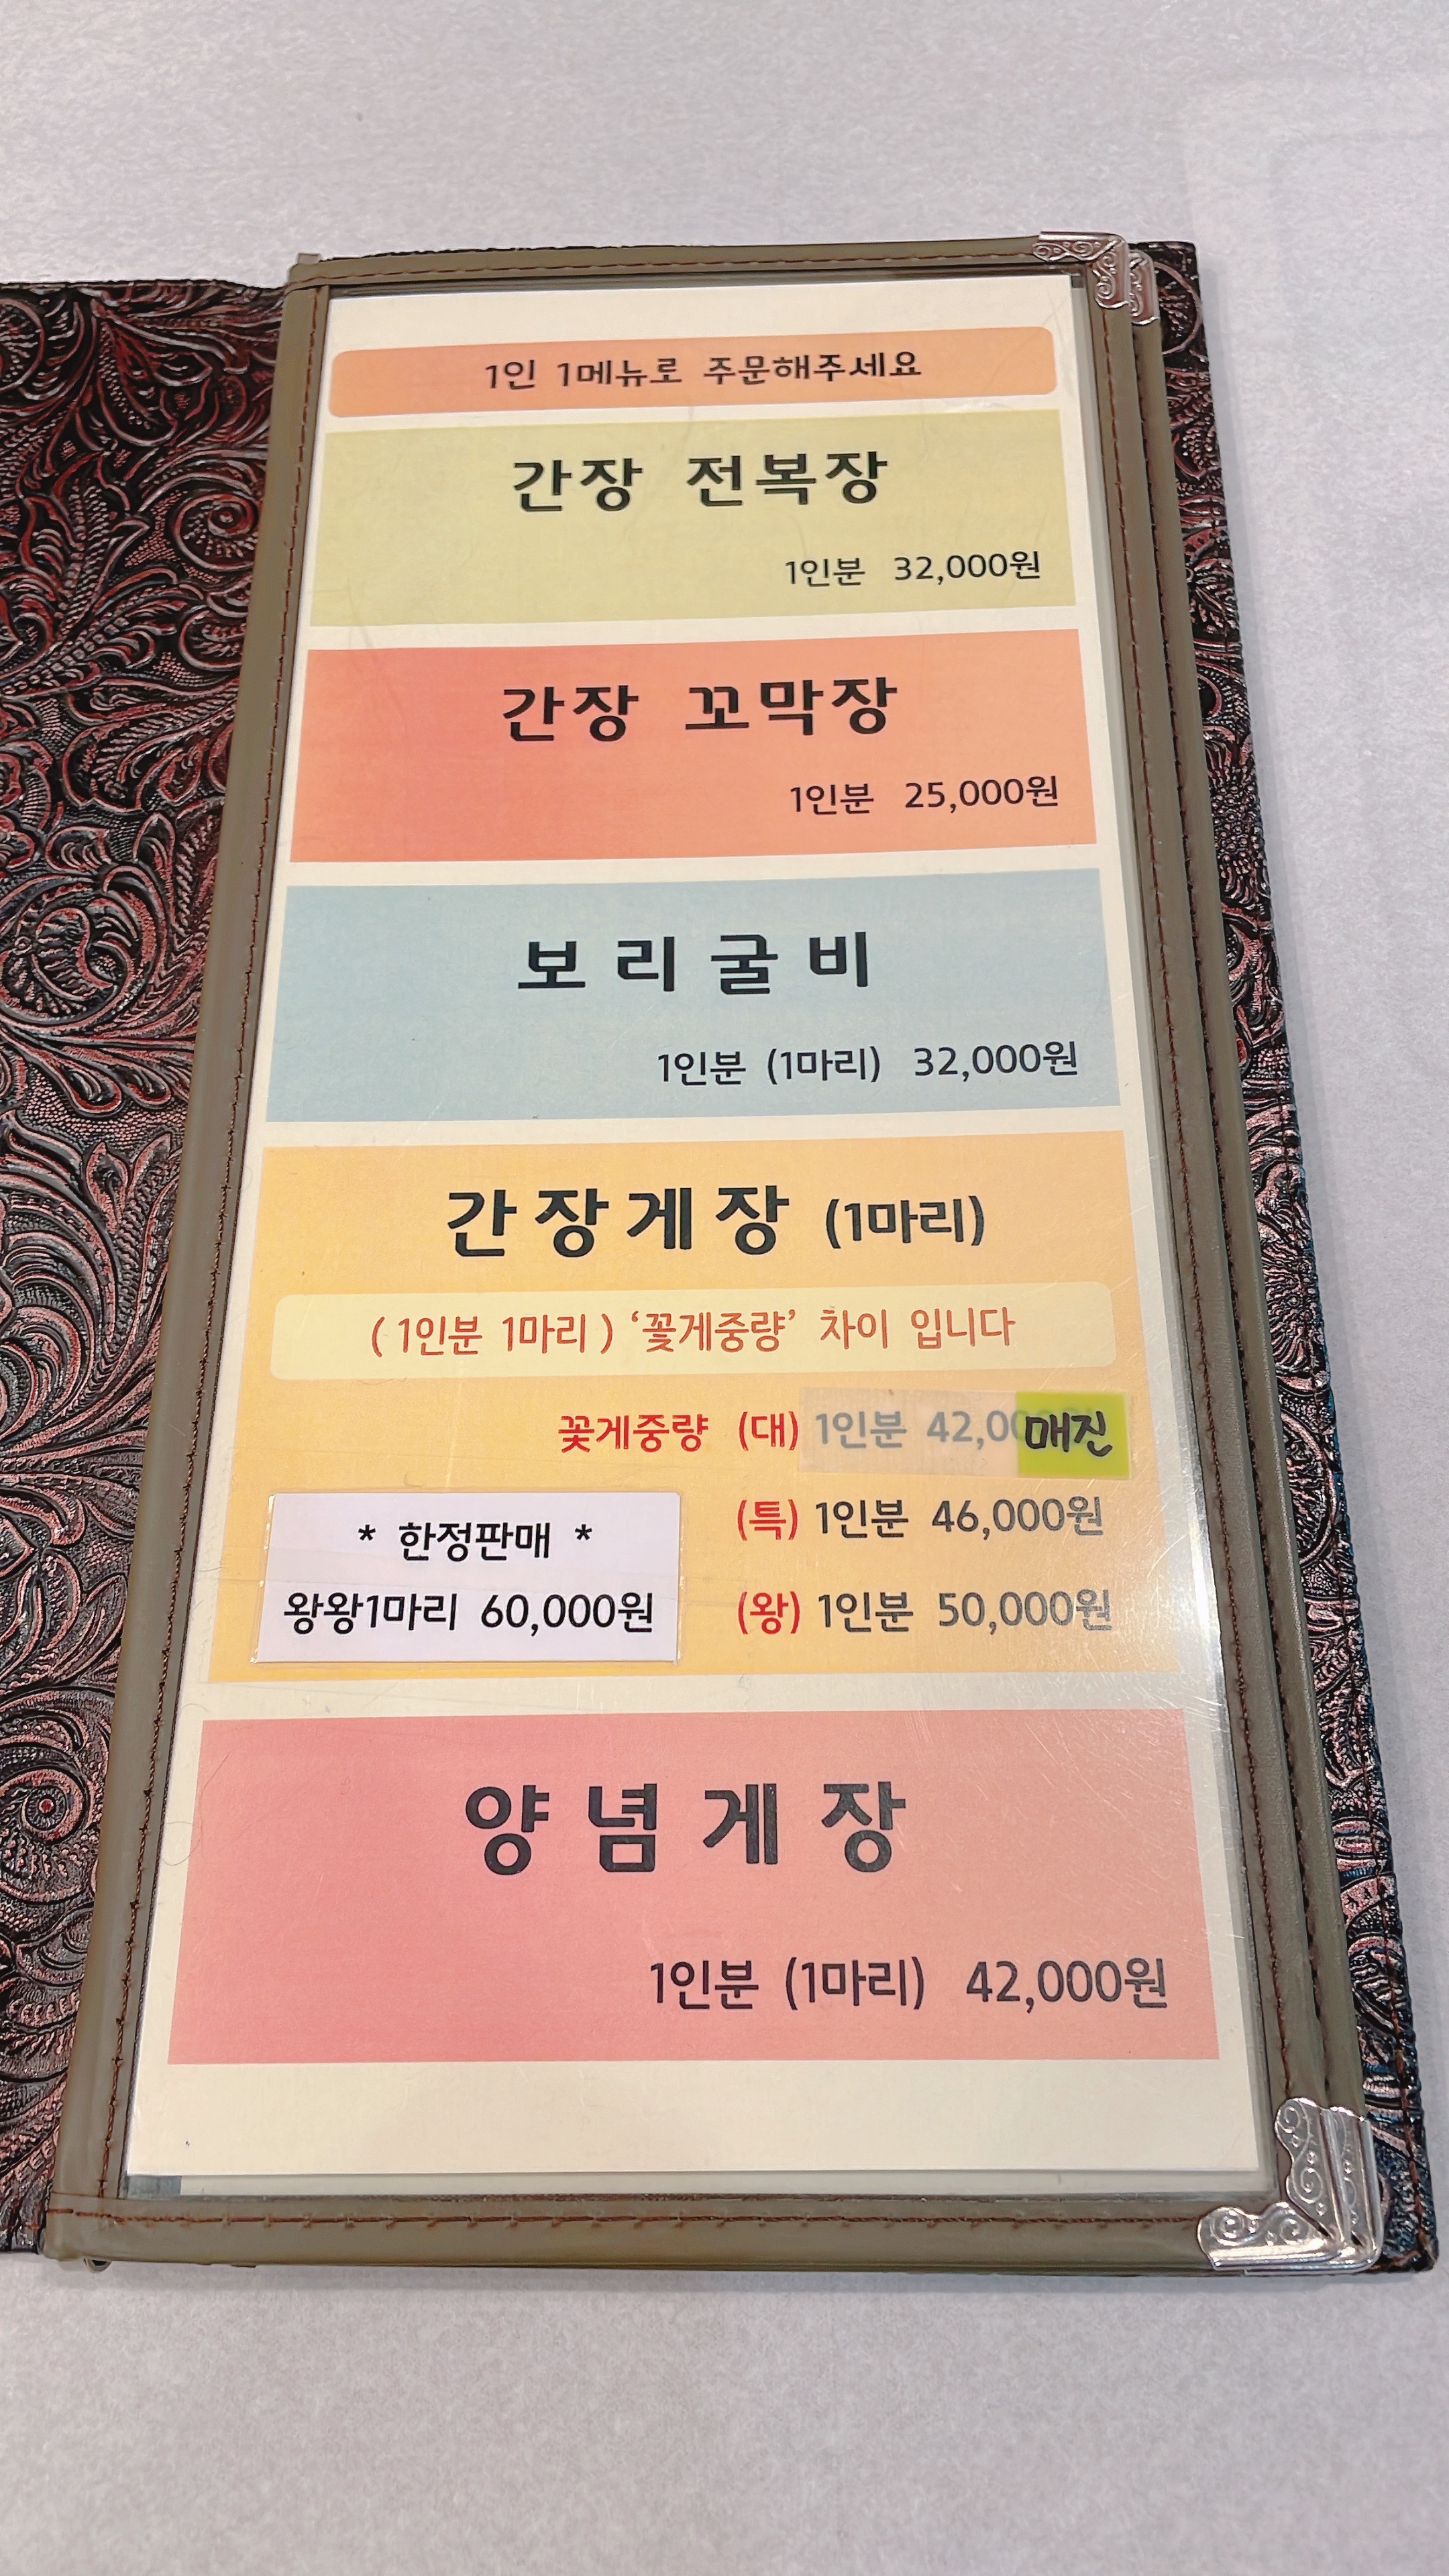 1인 1메뉴로 주문해주세요
간장 전복장
1인분 32,000원
간장 꼬막장
1인분 25,000원
보리굴비
1인분 (1마리) 32,000원
간장게장 (1마리)
( 1인분 1마리 ) ‘꽃게중량’ 차이 입니다
꽃게중량 (대) 1인분 42,00 매진
(특) 1인분 46,000원
(왕) 1인분 50,000원
* 한정판매 *
왕왕1마리 60,000원
양념게장
1인분 (1마리) 42,000원